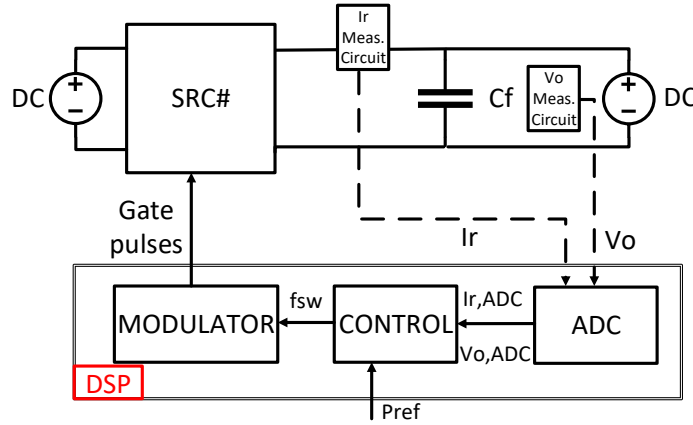 Ir
Meas.
Circuit
DC
+
SRC#
Cf
Vo
Meas.
Circuit
+
DC
-
-
Gate
pulses
Ir
Vo
MODULATOR
fsw
CONTROL
Ir,ADC
Vo,ADC
ADC
DSP
Pref